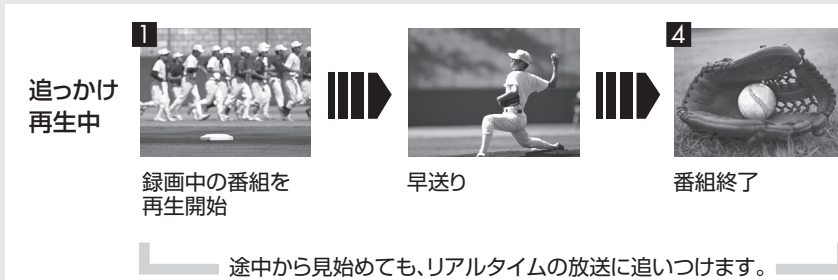 追っかけ
再生中
1
録画中の番組を
再生開始
早送り
4
番組終了
途中から見始めても、リアルタイムの放送に追いつけます。